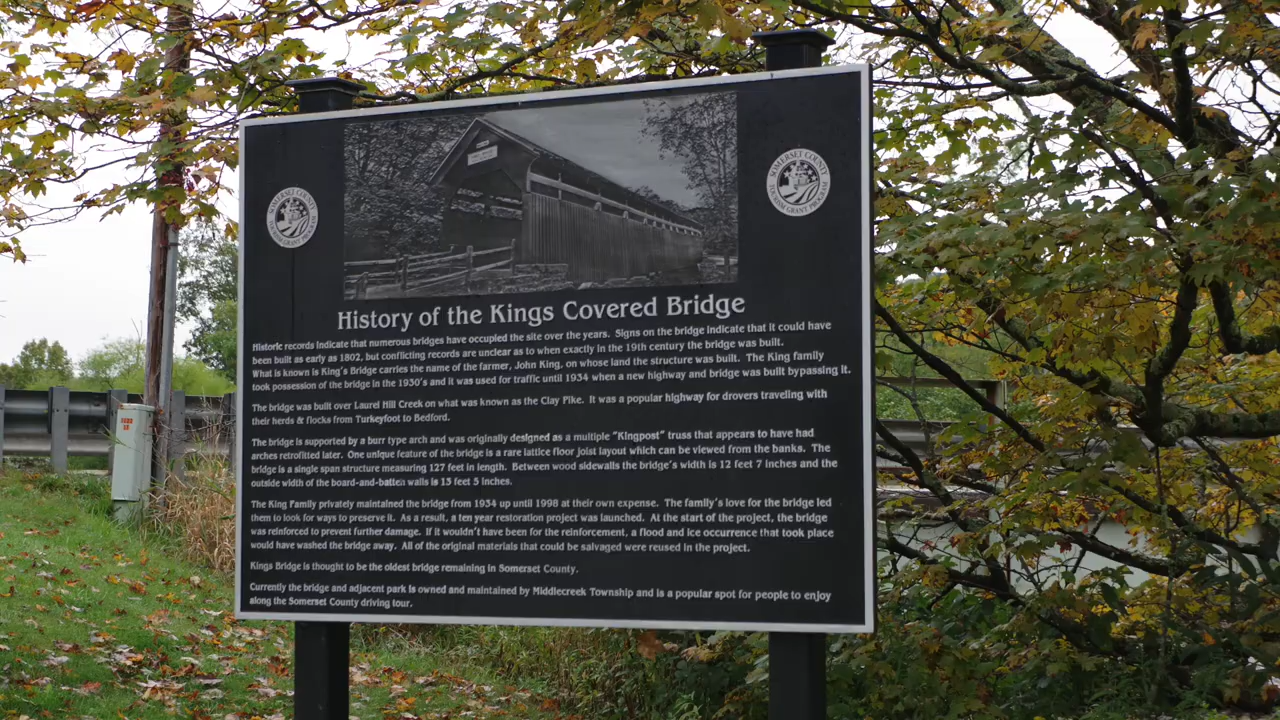 SOMERSET COUNTY
TOURISM GRANT PROGRAM
SOMERSET COUNTY
TOURISM GRANT PROGRAM
History of the Kings Covered Bridge
Historic records indicate that numerous bridges have occupied the site over the years. Signs on the bridge indicate that it could have
been built as early as 1802, but conflicting records are unclear as to when exactly in the 19th century the bridge was built.
What is known is King's Bridge carries the name of the farmer, John King, on whose land the structure was built. The King family
took possession of the bridge in the 1930's and it was used for traffic until 1934 when a new highway and bridge was built bypassing it.
The bridge was built over Laurel Hill Creek on what was known as the Clay Pike. It was a popular highway for drovers traveling with
their herds & flocks from Turkeyfoot to Bedford.
The bridge is supported by a burr type arch and was originally designed as a multiple "Kingpost" truss that appears to have had
arches retrofitted later. One unique feature of the bridge is a rare lattice floor joist layout which can be viewed from the banks. The
bridge is a single span structure measuring 127 feet in length. Between wood sidewalls the bridge's width is 12 feet 7 inches and the
outside width of the board-and-batten walls is 13 feet 5 inches.
The King Family privately maintained the bridge from 1934 up until 1998 at their own expense. The family's love for the bridge led
them to look for ways to preserve it. As a result, a ten year restoration project was launched. At the start of the project, the bridge
was reinforced to prevent further damage. If it wouldn't have been for the reinforcement, a flood and ice occurrence that took place
would have washed the bridge away. All of the original materials that could be salvaged were reused in the project.
Kings Bridge is thought to be the oldest bridge remaining in Somerset County.
Currently the bridge and adjacent park is owned and maintained by Middlecreek Township and is a popular spot for people to enjoy
along the Somerset County driving tour.